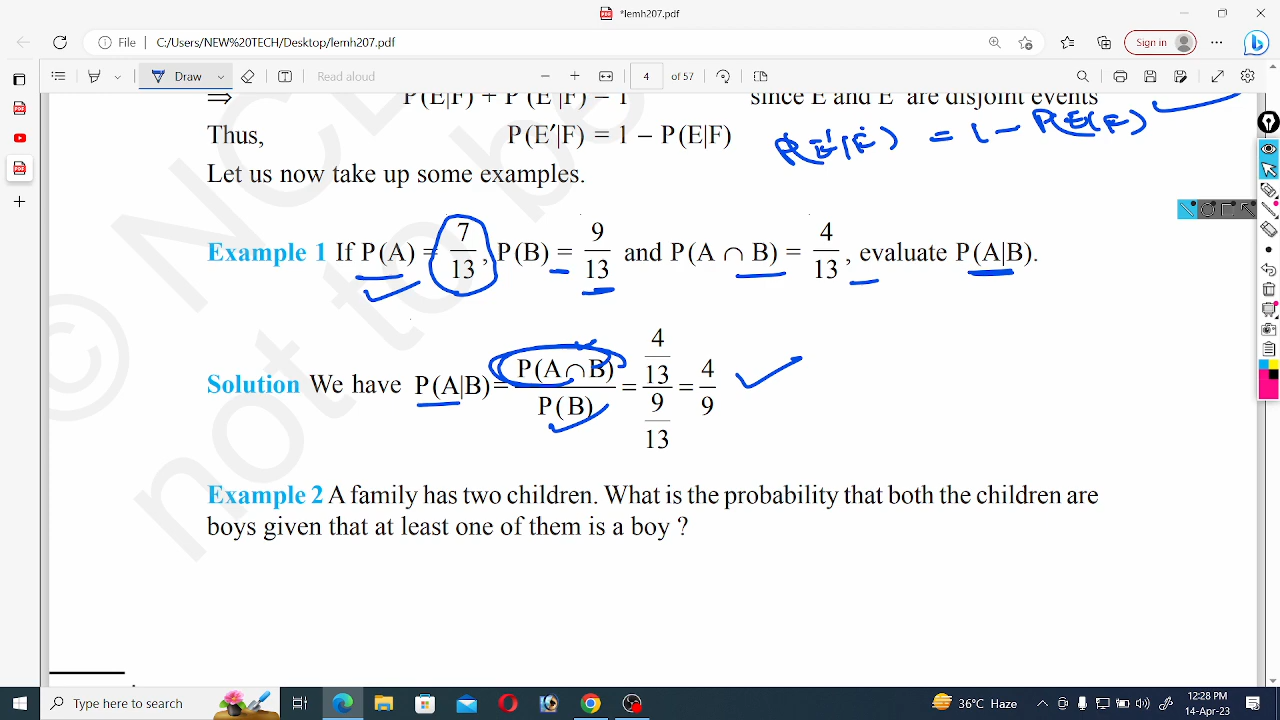 *lemh207.pdf
File C:/Users/NEW%20TECH/Desktop/lemh207.pdf Sign in
Draw Read aloud 4 of 57
⇒ P(E|F) + P(E′|F) = 1 since E and E′ are disjoint events
Thus, P(E′|F) = 1 − P(E|F)
P(E′|F) = 1 − P(E|F)
Let us now take up some examples.
Example 1 If P(A) = 7/13, P(B) = 9/13 and P(A ∩ B) = 4/13, evaluate P(A|B).
Solution We have P(A|B) = P(A∩B)/P(B) = (4/13)/(9/13) = 4/9
Example 2 A family has two children. What is the probability that both the children are
boys given that at least one of them is a boy ?
© NC
not to be
Type here to search 36°C Haze 12:28 PM
14-Apr-23